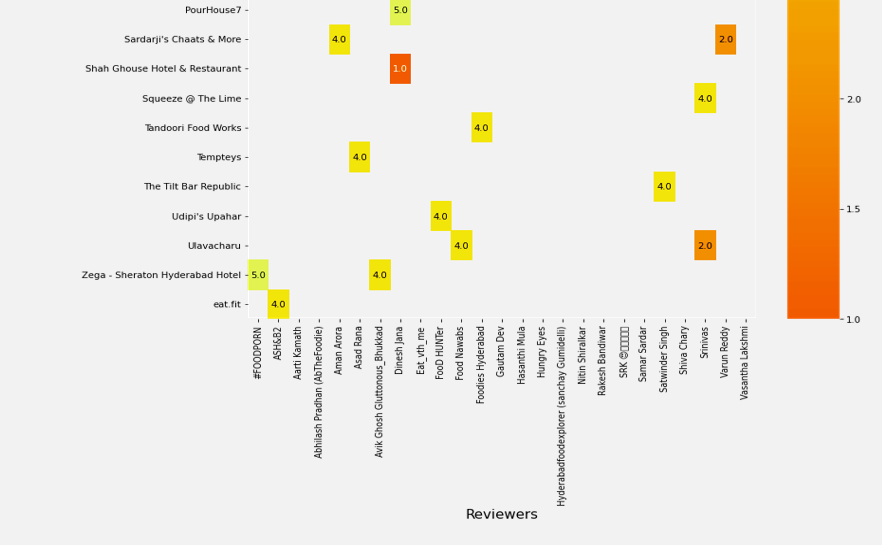 PourHouse7
5.0
Sardarji's Chaats & More
4.0
2.0
Shah Ghouse Hotel & Restaurant
1.0
Squeeze @ The Lime
4.0
2.0
Tandoori Food Works
4.0
Tempteys
4.0
The Tilt Bar Republic
4.0
Udipi's Upahar
4.0
1.5
Ulavacharu
4.0
2.0
Zega - Sheraton Hyderabad Hotel
5.0
4.0
eat.fit
4.0
1.0
#FOODPORN
ASH&B2
Aarti Kamath
Abhilash Pradhan (AbTheFoodie)
Aman Arora
Asad Rana
Avik Ghosh Gluttonous_Bhukkad
Dinesh Jana
Eat_vth_me
FooD HUNTer
Food Nawabs
Foodies Hyderabad
Gautam Dev
Hasanthi Mula
Hungry Eyes
Hyderabadfoodexplorer (sanchay Gumidelli)
Nitin Shiralkar
Rakesh Bandiwar
SRK
Samar Sardar
Satwinder Singh
Shiva Chary
Srinivas
Varun Reddy
Vasantha Lakshmi
Reviewers